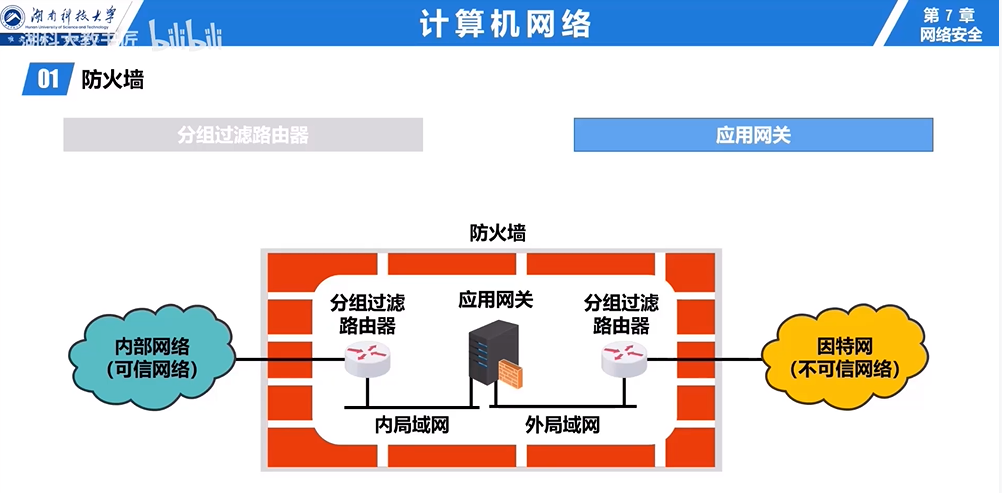 湖南科技大学
Hunan University of Science and Technology
计算机网络
第 7 章
网络安全
湖科大教书匠 bilibili
01 防火墙
分组过滤路由器
应用网关
防火墙
分组过滤
路由器
应用网关
分组过滤
路由器
内部网络
(可信网络)
因特网
(不可信网络)
内局域网
外局域网